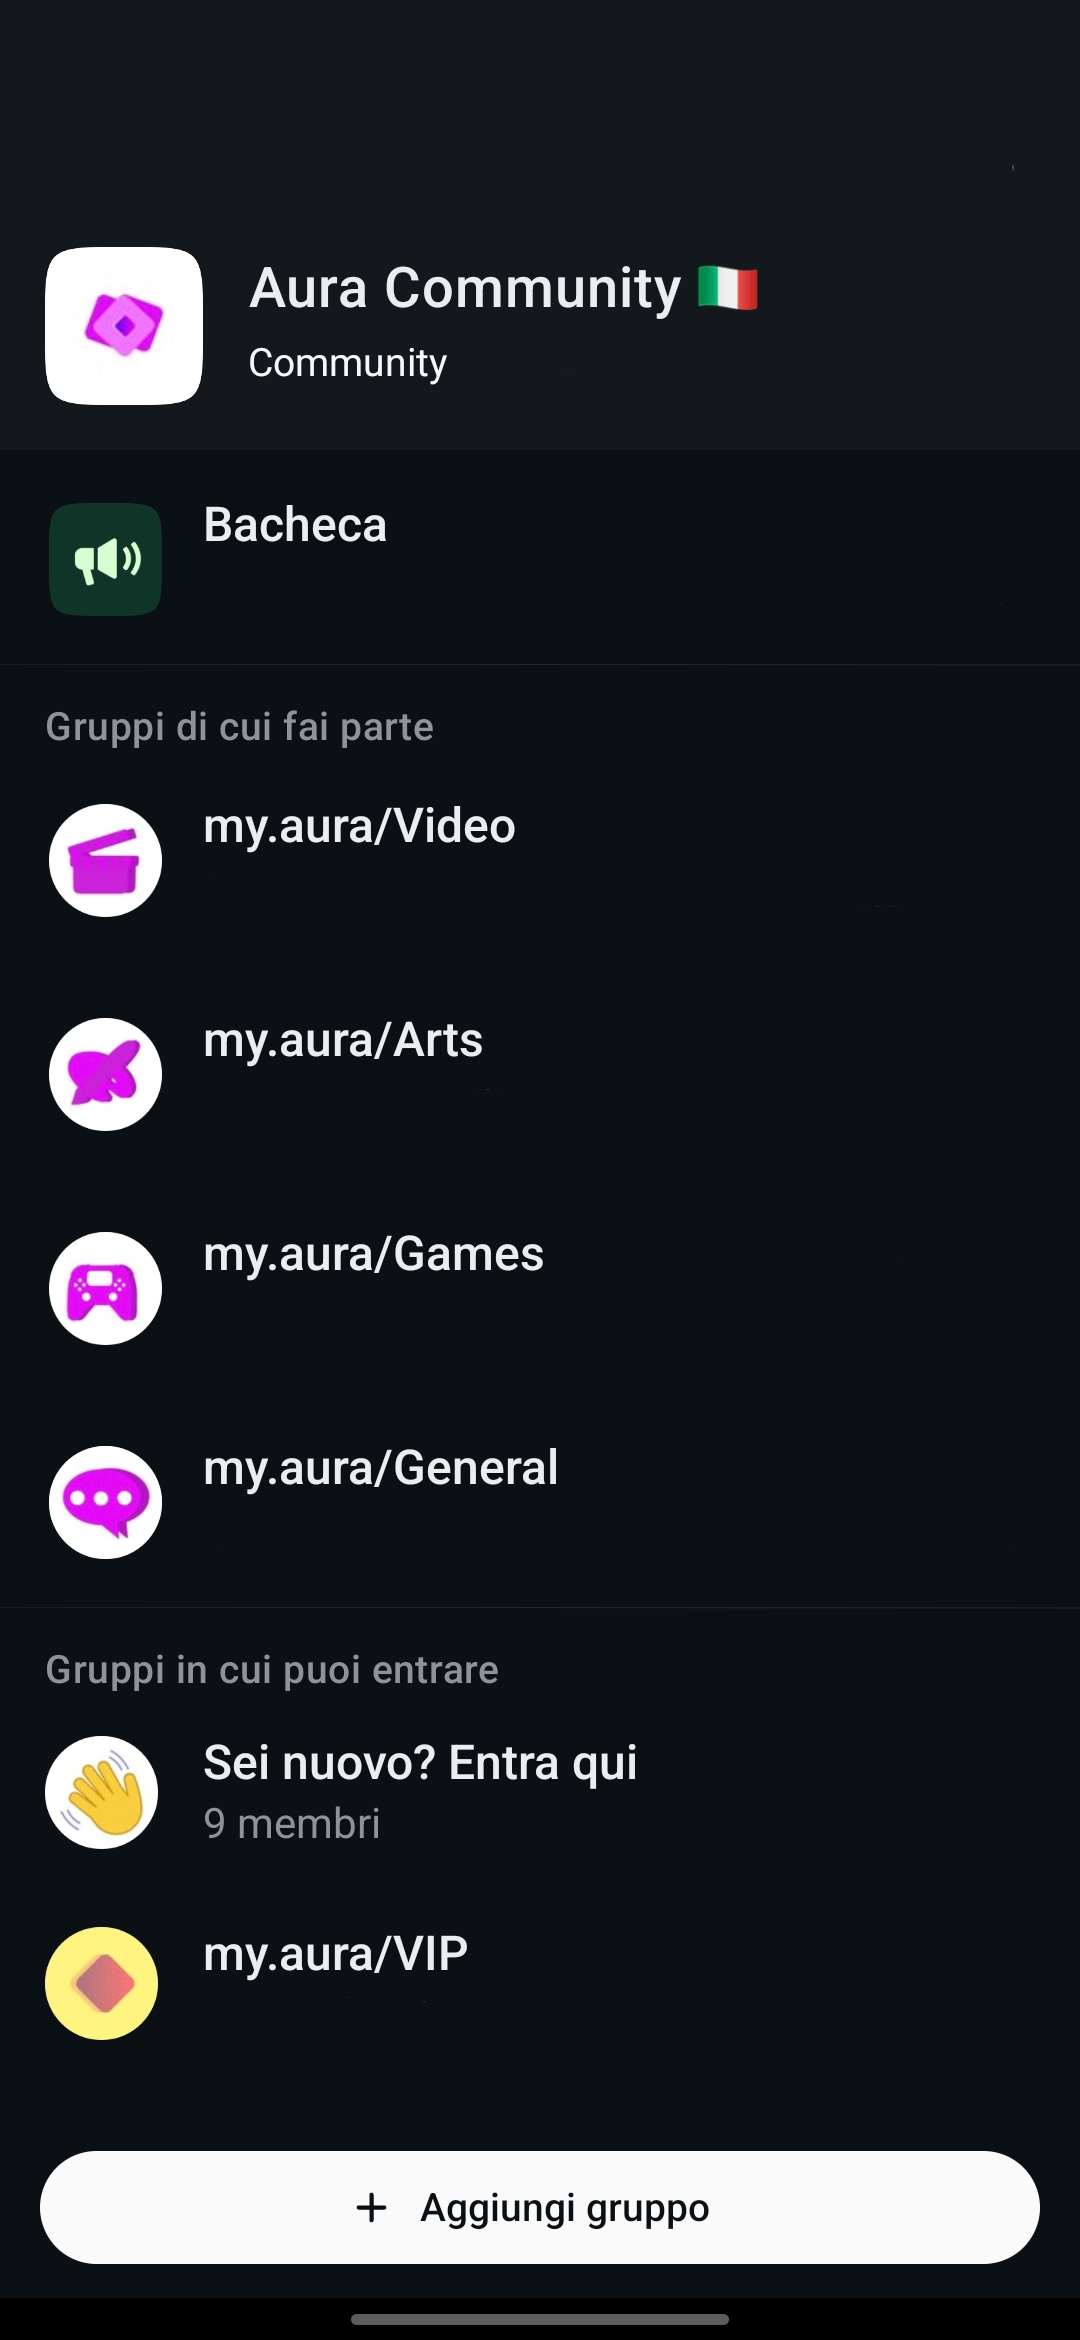 Aura Community 🇮🇹
Community
Bacheca
Gruppi di cui fai parte
my.aura/Video
my.aura/Arts
my.aura/Games
my.aura/General
Gruppi in cui puoi entrare
Sei nuovo? Entra qui
9 membri
my.aura/VIP
+ Aggiungi gruppo